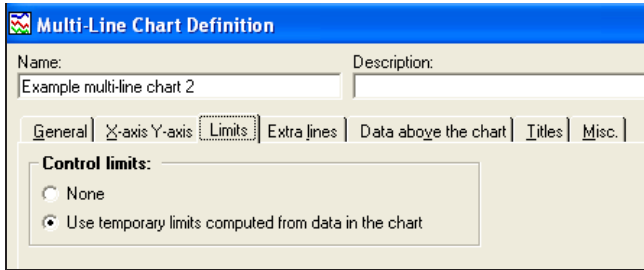 Multi-Line Chart Definition
Name: Description:
Example multi-line chart 2
General X-axis Y-axis Limits Extra lines Data above the chart Titles Misc.
Control limits:
None
Use temporary limits computed from data in the chart